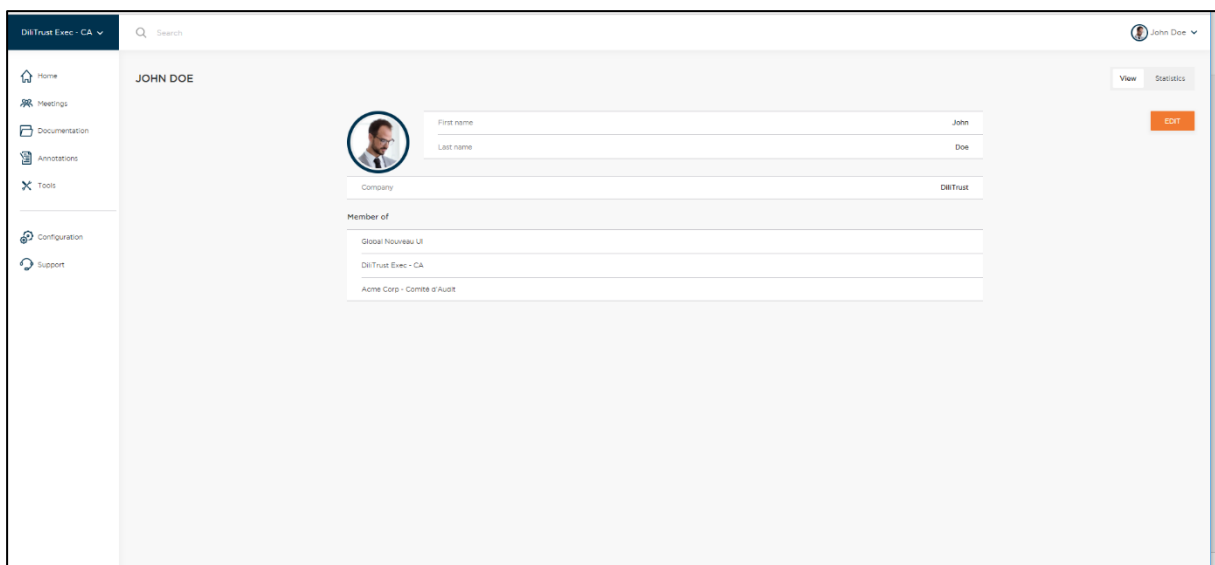 DiliTrust Exec - CA
Search
John Doe
Home
Meetings
Documentation
Annotations
Tools
Configuration
Support
JOHN DOE
View Statistics
EDIT
First name John
Last name Doe
Company DiliTrust
Member of
Global Nouveau UI
DiliTrust Exec - CA
Acme Corp - Comité d'Audit